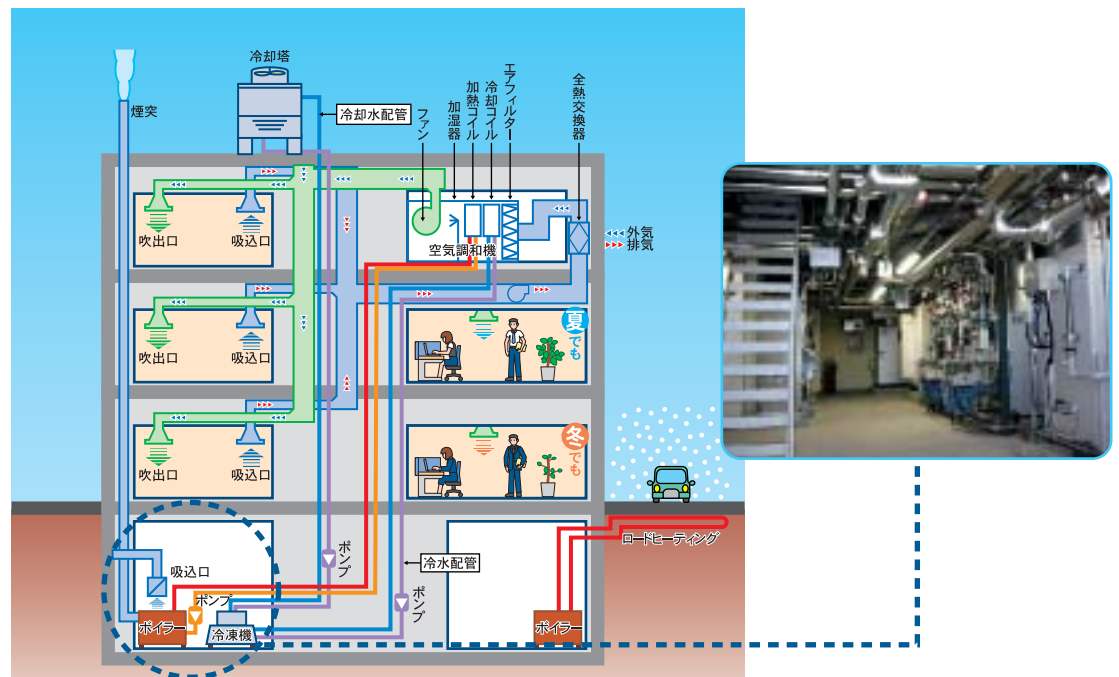 冷却塔
煙突
冷却水配管
ファン
加湿器
加熱コイル
冷却コイル
エアフィルター
全熱交換器
吹出口
吸込口
空気調和機
外気
排気
吹出口
吸込口
夏でも
吹出口
吸込口
冬でも
ロードヒーティング
ポンプ
冷水配管
吸込口
ポンプ
ポンプ
ボイラー
冷凍機
ボイラー